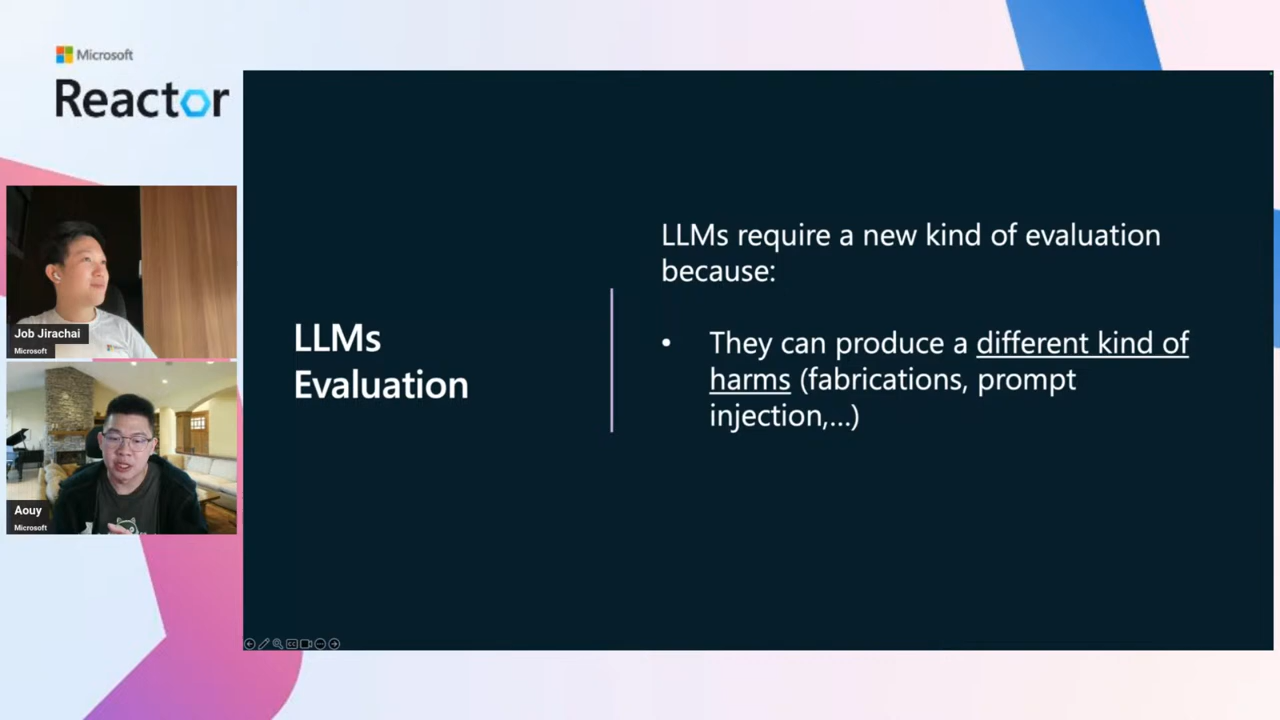 Microsoft
Reactor
Job Jirachai
Microsoft
Aouy
Microsoft
LLMs
Evaluation
LLMs require a new kind of evaluation
because:
• They can produce a different kind of
harms (fabrications, prompt
injection,...)